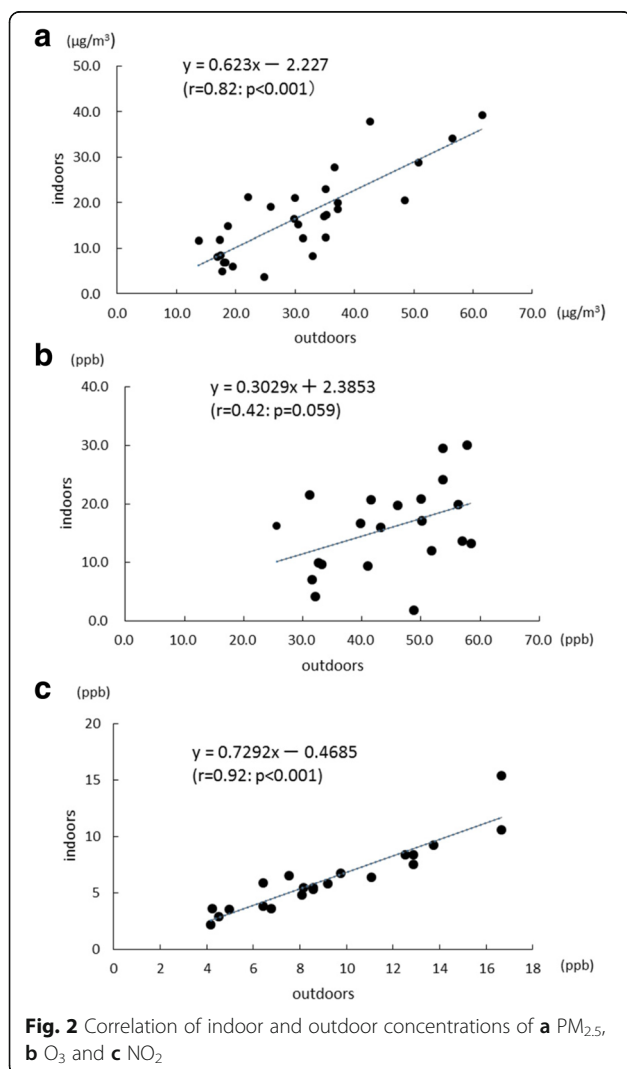 a (μg/m³)
50.0
y = 0.623x − 2.227
(r=0.82: p<0.001)
40.0
30.0
indoors
20.0
10.0
0.0
0.0 10.0 20.0 30.0 40.0 50.0 60.0 70.0 (μg/m³)
outdoors
b (ppb)
40.0
y = 0.3029x + 2.3853
(r=0.42: p=0.059)
30.0
indoors
20.0
10.0
0.0
0.0 10.0 20.0 30.0 40.0 50.0 60.0 70.0 (ppb)
outdoors
c (ppb)
20
y = 0.7292x − 0.4685
(r=0.92: p<0.001)
15
indoors
10
5
0
0 2 4 6 8 10 12 14 16 18 (ppb)
outdoors
Fig. 2 Correlation of indoor and outdoor concentrations of a PM₂.₅,
b O₃ and c NO₂